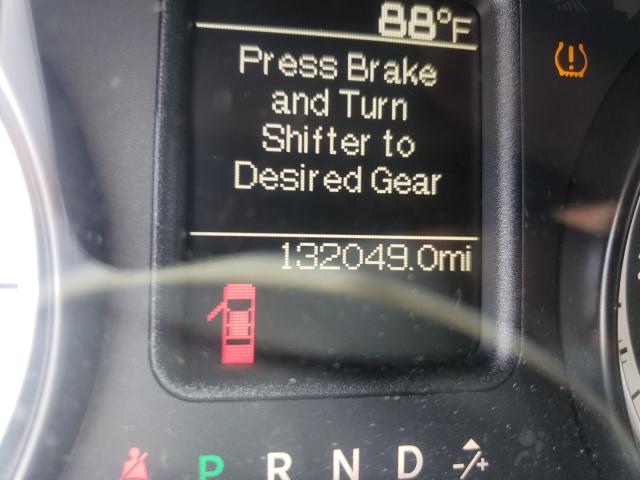 88°F
Press Brake
and Turn
Shifter to
Desired Gear
132049.0mi
P R N D -/+